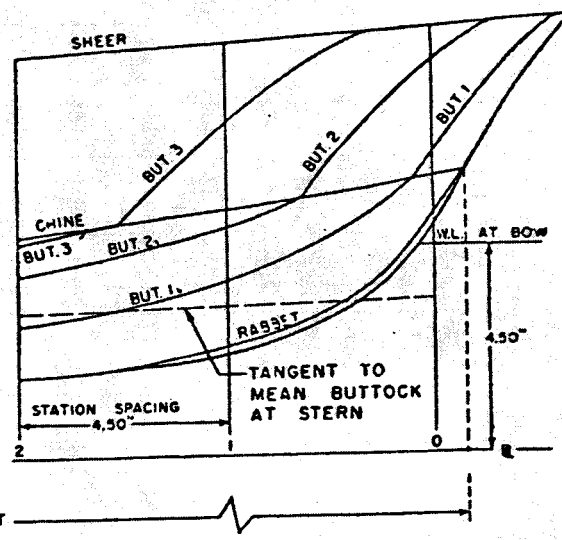 SHEER
BUT. 3
BUT. 2
BUT. 1
CHINE
BUT. 3
BUT. 2
W.L. AT BOW
BUT. 1
RABBET
4.50"
TANGENT TO
MEAN BUTTOCK
AT STERN
STATION SPACING
4.50"
2
1
0
T